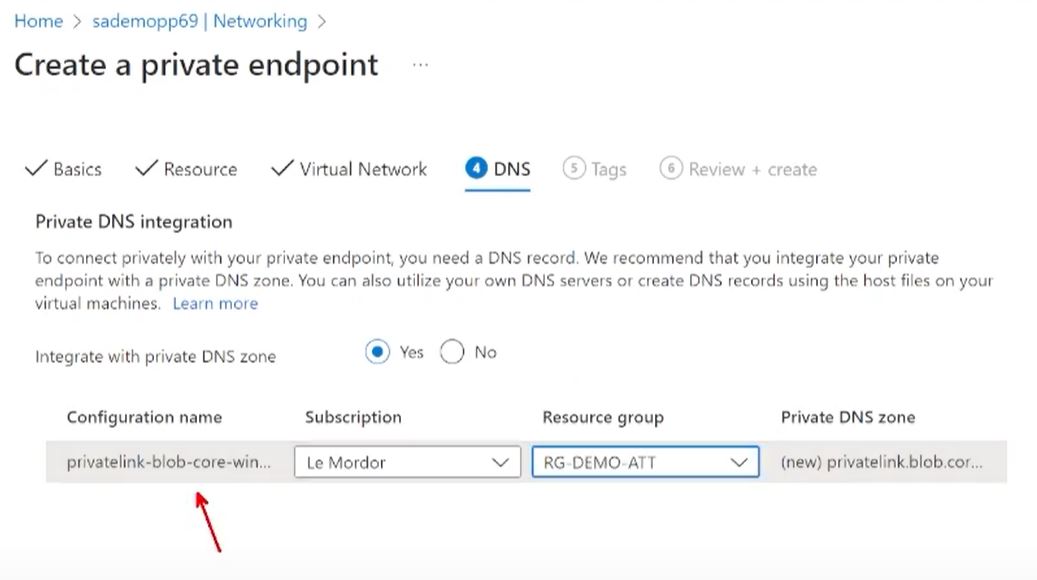 Home > sademopp69 | Networking >
Create a private endpoint ...
Basics Resource Virtual Network 4 DNS 5 Tags 6 Review + create
Private DNS integration
To connect privately with your private endpoint, you need a DNS record. We recommend that you integrate your private
endpoint with a private DNS zone. You can also utilize your own DNS servers or create DNS records using the host files on your
virtual machines. Learn more
Integrate with private DNS zone Yes No
Configuration name Subscription Resource group Private DNS zone
privatelink-blob-core-win... Le Mordor RG-DEMO-ATT (new) privatelink.blob.cor...